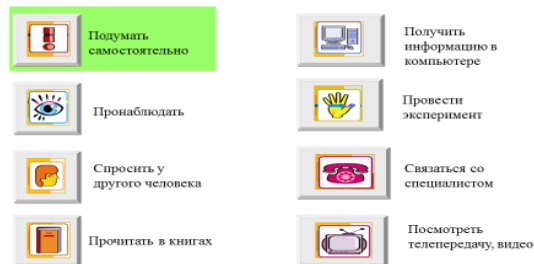 Подумать
самостоятельно
Пронаблюдать
Спросить у
другого человека
Прочитать в книгах
Получить
информацию в
компьютере
Провести
эксперимент
Связаться со
специалистом
Посмотреть
телепередачу, видео